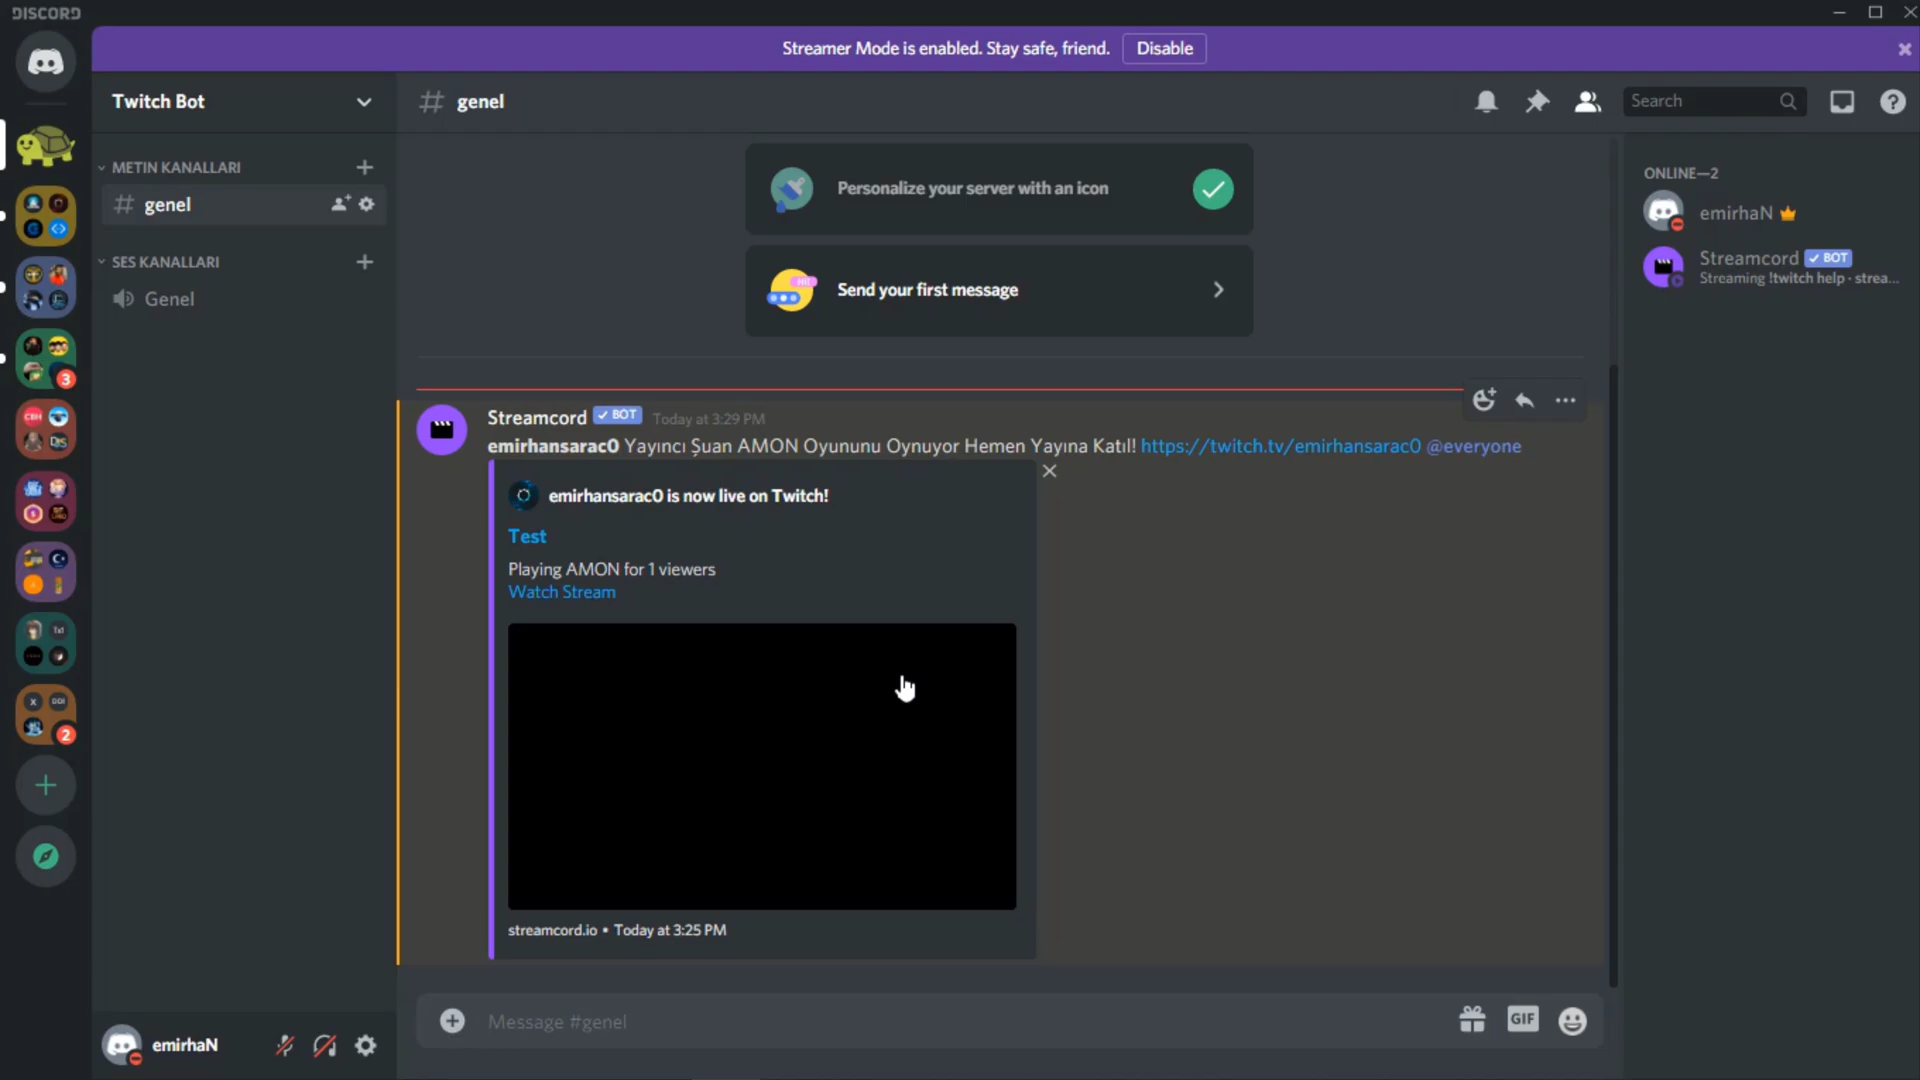 DISCORD
Streamer Mode is enabled. Stay safe, friend.
Disable
Twitch Bot
genel
Search
METIN KANALLARI
genel
SES KANALLARI
Genel
Personalize your server with an icon
Send your first message
Streamcord ✓ BOT Today at 3:29 PM
emirhansarac0 Yayıncı Şuan AMON Oyununu Oynuyor Hemen Yayına Katıl! https://twitch.tv/emirhansarac0 @everyone
emirhansarac0 is now live on Twitch!
Test
Playing AMON for 1 viewers
Watch Stream
streamcord.io • Today at 3:25 PM
Message #genel
GIF
ONLINE—2
emirhaN
Streamcord ✓ BOT
Streaming !twitch help · strea...
3
2
emirhaN